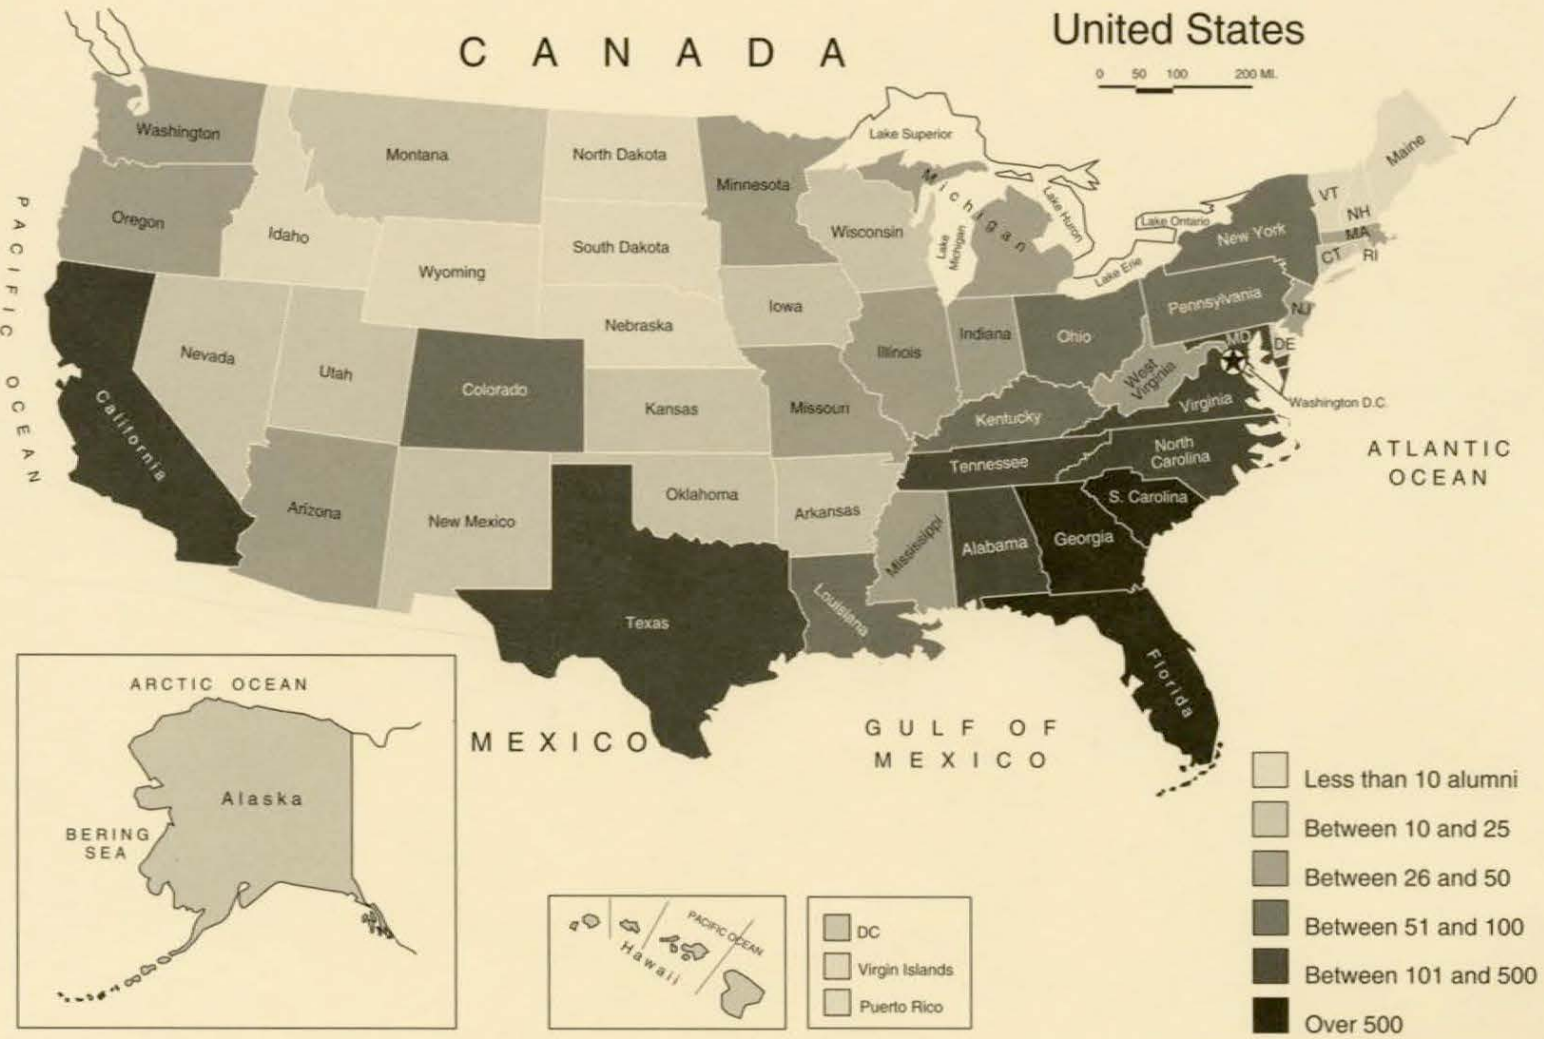 United States
0 50 100 200 MI.
CANADA
Washington
Montana
North Dakota
Minnesota
Lake Superior
Michigan
Maine
Oregon
Idaho
Wyoming
South Dakota
Wisconsin
Lake
Michigan
Lake Huron
Lake Ontario
Lake Erie
New York
VT
NH
MA
CT
RI
PACIFIC OCEAN
Nevada
Utah
Colorado
Nebraska
Iowa
Illinois
Indiana
Ohio
Pennsylvania
NJ
MD
DE
West
Virginia
Virginia
Washington D.C.
California
Kansas
Missouri
Kentucky
Tennessee
North
Carolina
S. Carolina
ATLANTIC
OCEAN
Arizona
New Mexico
Oklahoma
Arkansas
Mississippi
Alabama
Georgia
Texas
Louisiana
Florida
MEXICO
GULF OF
MEXICO
ARCTIC OCEAN
Alaska
BERING
SEA
PACIFIC OCEAN
Hawaii
DC
Virgin Islands
Puerto Rico
Less than 10 alumni
Between 10 and 25
Between 26 and 50
Between 51 and 100
Between 101 and 500
Over 500